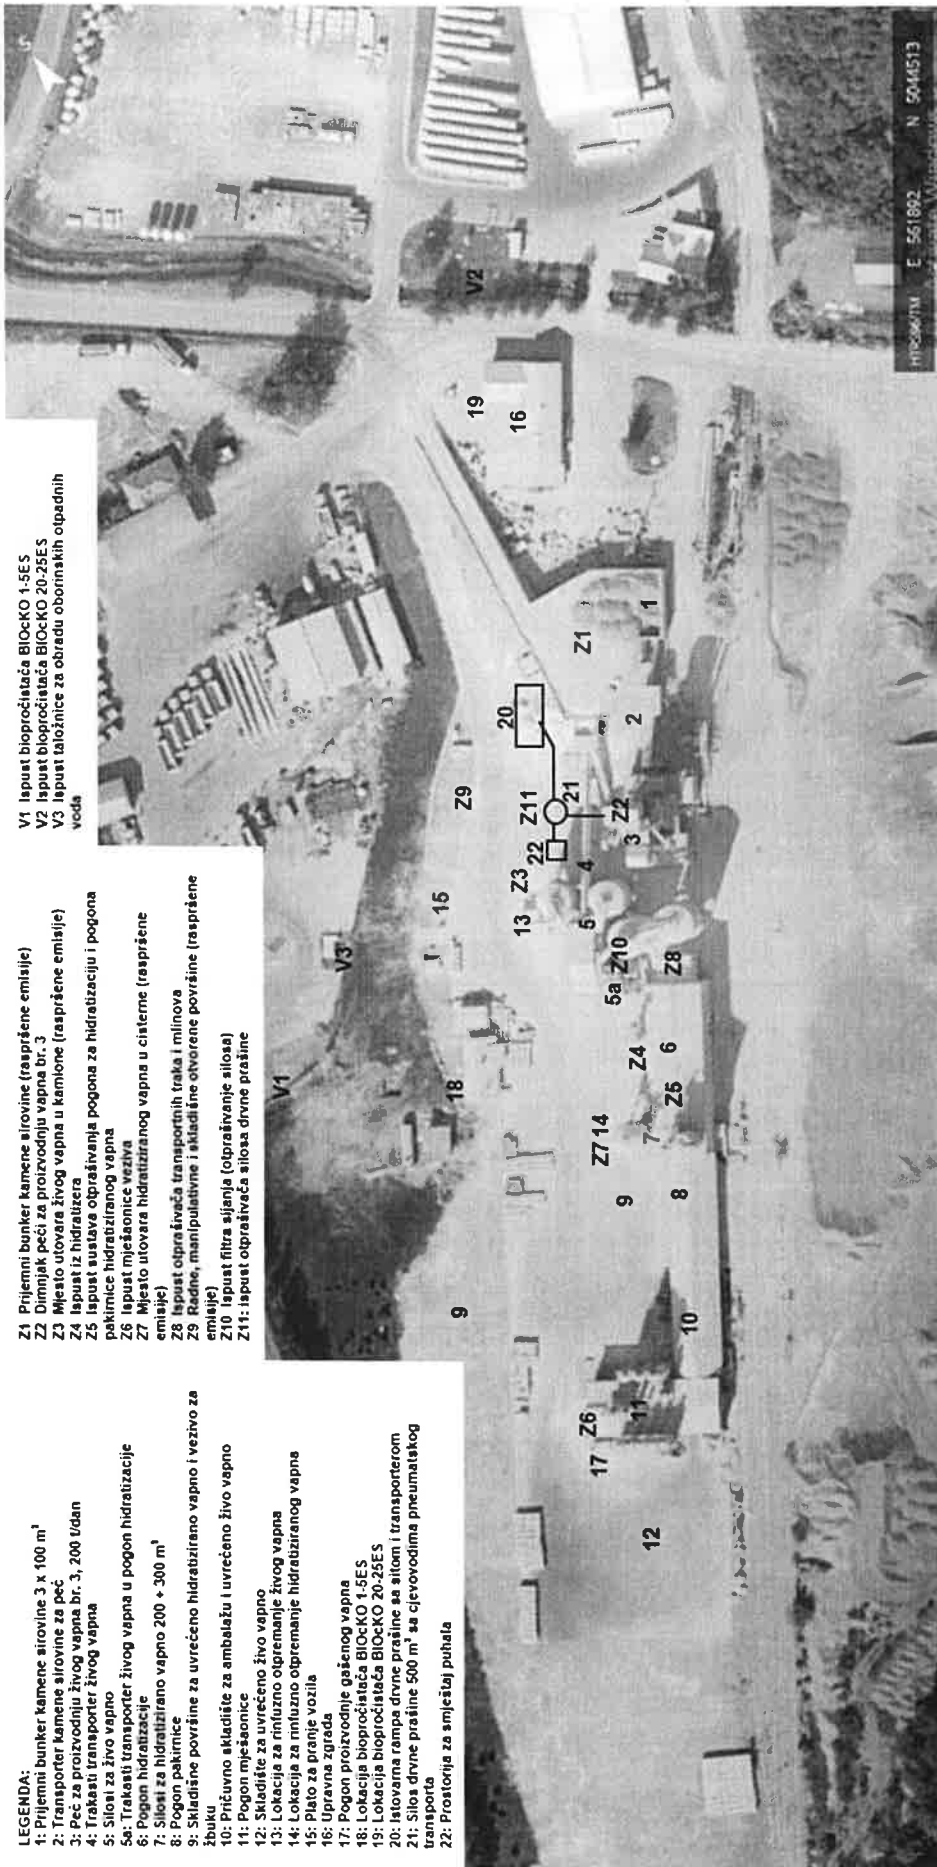 LEGENDA:
1: Prijemni bunker kamene sirovine 3 x 100 m³
2: Transporter kamene sirovine za peć
3: Peć za proizvodnju živog vapna br. 3, 200 t/dan
4: Trakasti transporter živog vapna
5: Silosi za živo vapno
5a: Trakasti transporter živog vapna u pogon hidratizacije
6: Pogon hidratizacije
7: Silosi za hidratizirano vapno 200 + 300 m³
8: Pogon pakirnice
9: Skladišne površine za uvrećeno hidratizirano vapno i vezivo za
žbuku
10: Pričuvno skladište za ambalažu i uvrećeno živo vapno
11: Pogon mješaonice
12: Skladište za uvrećeno živo vapno
13: Lokacija za rinfuzno otpremanje živog vapna
14: Lokacija za rinfuzno otpremanje hidratiziranog vapna
15: Plato za pranje vozila
16: Upravna zgrada
17: Pogon proizvodnje gašenog vapna
18: Lokacija biopročistača BIOcKO 1-5ES
19: Lokacija biopročistača BIOcKO 20-25ES
20: Istovarna rampa drvne prašine sa sitom i transporterom
21: Silos drvne prašine 500 m³ sa cjevovodima pneumatskog
transporta
22: Prostorija za smještaj puhala
Z1 Prijemni bunker kamene sirovine (raspršene emisije)
Z2 Dimnjak peći za proizvodnju vapna br. 3
Z3 Mjesto utovara živog vapna u kamione (raspršene emisije)
Z4 Ispust iz hidratizera
Z5 Ispust sustava otprašivanja pogona za hidratizaciju i pogona
pakirnice hidratiziranog vapna
Z6 Ispust mješaonice veziva
Z7 Mjesto utovara hidratiziranog vapna u cisterne (raspršene
emisije)
Z8 Ispust otprašivača transportnih traka i mlinova
Z9 Radne, manipulativne i skladišne otvorene površine (raspršene
emisije)
Z10 Ispust filtra sijanja (otprašivanje silosa)
Z11: ispust otprašivača silosa drvne prašine
V1 Ispust biopročistača BIOcKO 1-5ES
V2 Ispust biopročistača BIOcKO 20-25ES
V3 Ispust taložnice za obradu oborinskih otpadnih
voda
S
V1
V3
V2
18
15
Z9
9
19
16
20
Z11
21
22
Z3
13
4
Z2
3
2
Z1
1
5
5a
Z10
Z8
Z4
6
Z5
7
Z7 14
9
8
10
Z6
11
17
12
HTRS96/TM E 561892 N 5044513